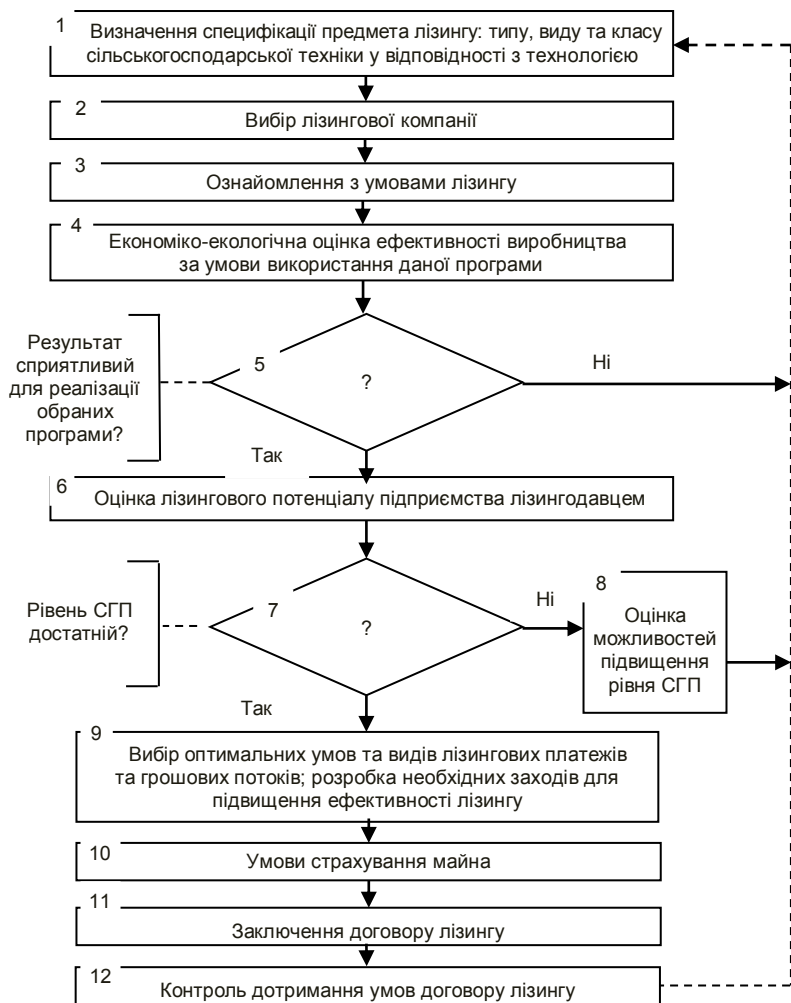 1
Визначення специфікації предмета лізингу: типу, виду та класу
сільськогосподарської техніки у відповідності з технологією
2
Вибір лізингової компанії
3
Ознайомлення з умовами лізингу
4
Економіко-екологічна оцінка ефективності виробництва
за умови використання даної програми
Результат
сприятливий
для реалізації
обраних
програми?
5
?
Ні
Так
6
Оцінка лізингового потенціалу підприємства лізингодавцем
Рівень СГП
достатній?
7
?
Ні
8
Оцінка
можливостей
підвищення
рівня СГП
Так
9
Вибір оптимальних умов та видів лізингових платежів
та грошових потоків; розробка необхідних заходів для
підвищення ефективності лізингу
10
Умови страхування майна
11
Заключення договору лізингу
12
Контроль дотримання умов договору лізингу